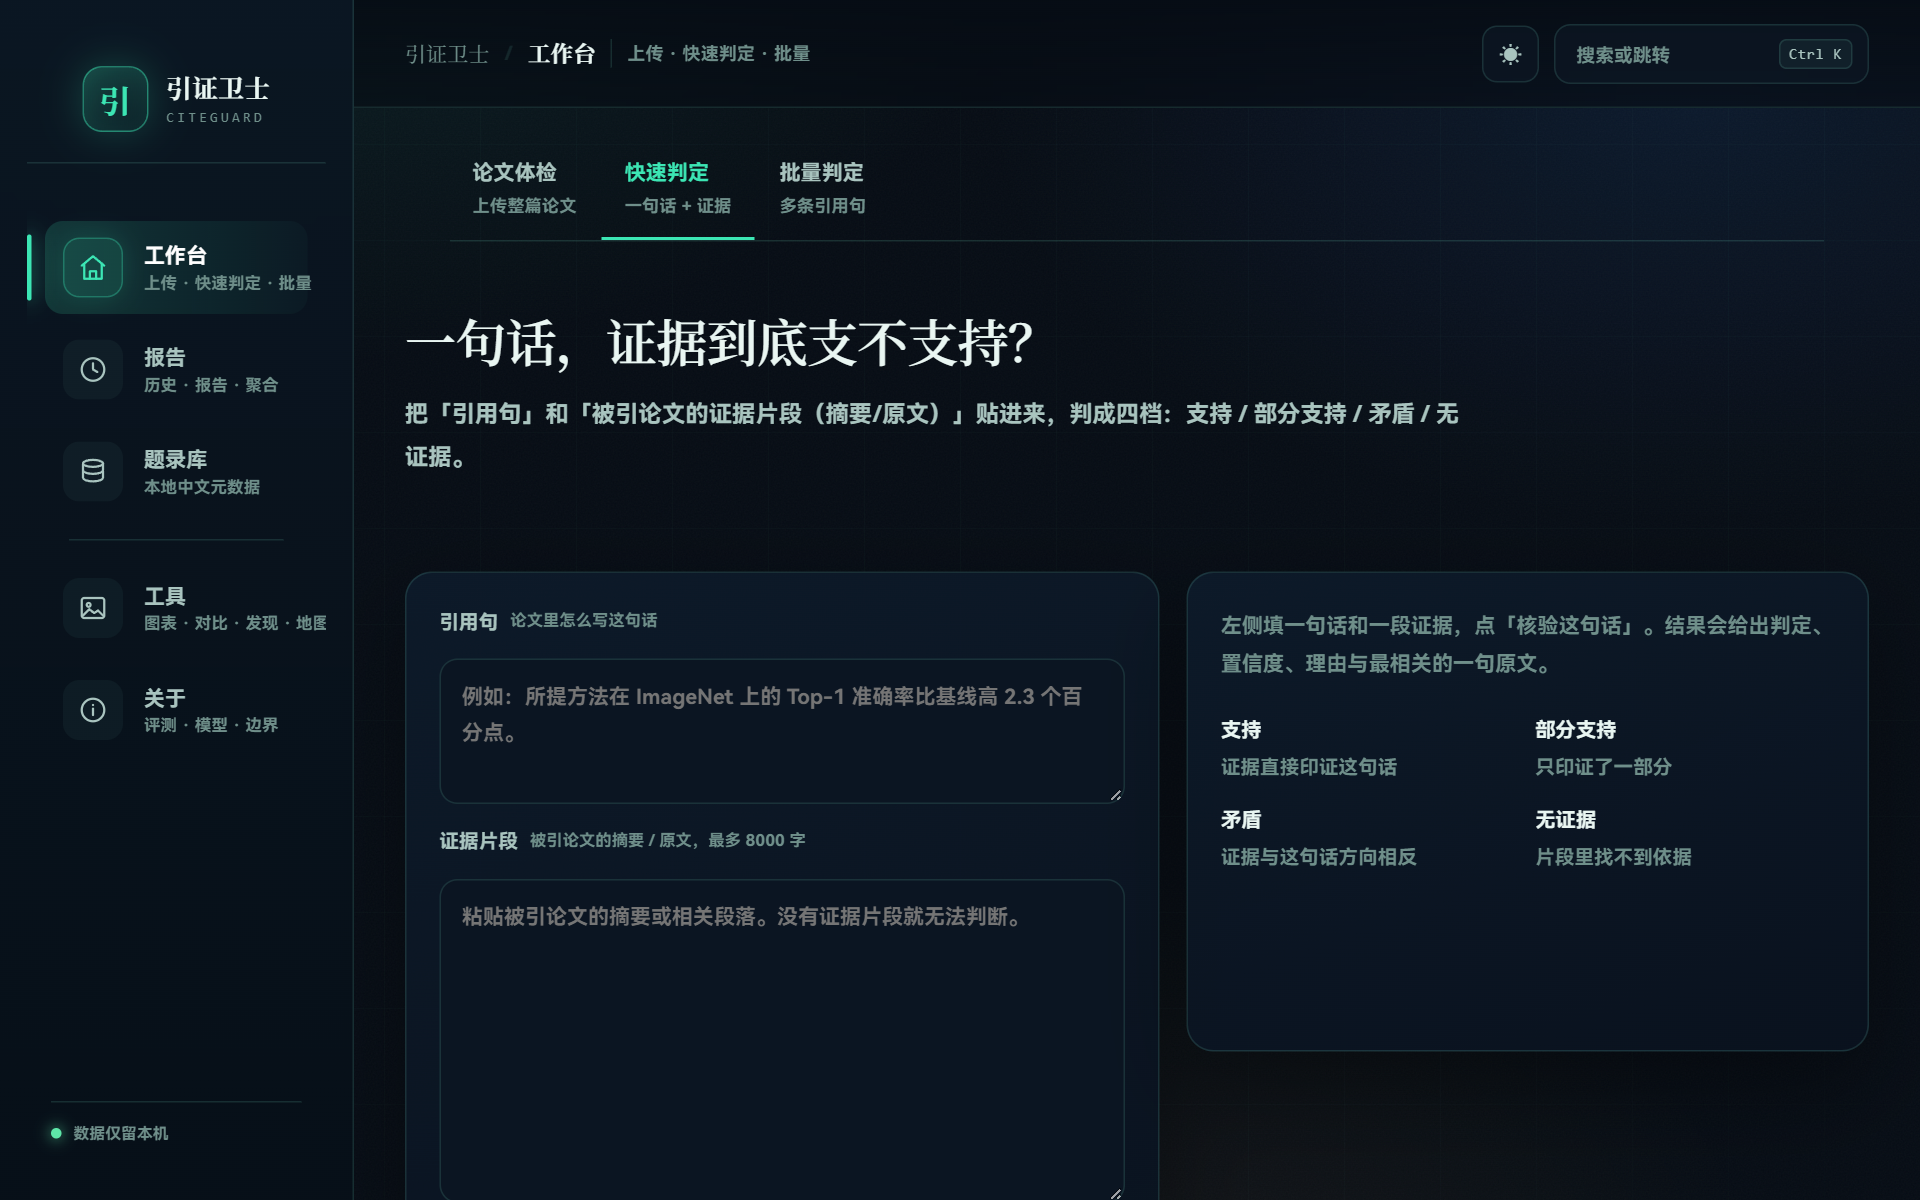 引
引证卫士
CITEGUARD
工作台
上传 · 快速判定 · 批量
报告
历史 · 报告 · 聚合
题录库
本地中文元数据
工具
图表 · 对比 · 发现 · 地图
关于
评测 · 模型 · 边界
数据仅留本机
引证卫士 / 工作台 上传 · 快速判定 · 批量
搜索或跳转 Ctrl K
论文体检 快速判定 批量判定
上传整篇论文 一句话 + 证据 多条引用句
一句话，证据到底支不支持？
把「引用句」和「被引论文的证据片段（摘要/原文）」贴进来，判成四档：支持 / 部分支持 / 矛盾 / 无
证据。
引用句 论文里怎么写这句话
例如：所提方法在 ImageNet 上的 Top-1 准确率比基线高 2.3 个百
分点。
证据片段 被引论文的摘要 / 原文，最多 8000 字
粘贴被引论文的摘要或相关段落。没有证据片段就无法判断。
左侧填一句话和一段证据，点「核验这句话」。结果会给出判定、
置信度、理由与最相关的一句原文。
支持 部分支持
证据直接印证这句话 只印证了一部分
矛盾 无证据
证据与这句话方向相反 片段里找不到依据